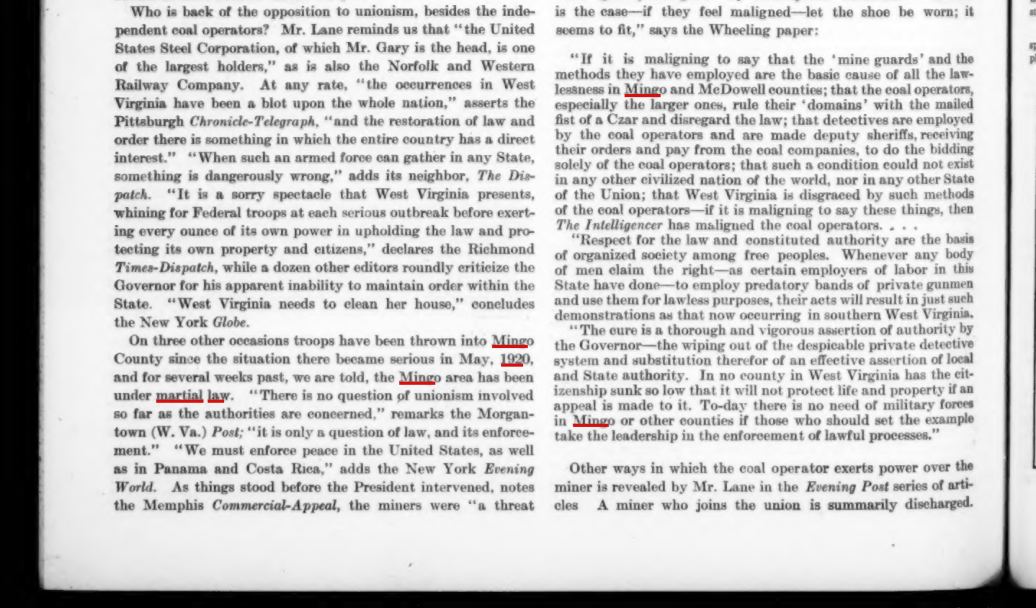 Who is back of the opposition to unionism, besides the inde-
pendent coal operators? Mr. Lane reminds us that "the United
States Steel Corporation, of which Mr. Gary is the head, is one
of the largest holders," as is also the Norfolk and Western
Railway Company. At any rate, "the occurrences in West
Virginia have been a blot upon the whole nation," asserts the
Pittsburgh Chronicle-Telegraph, "and the restoration of law and
order there is something in which the entire country has a direct
interest." "When such an armed force can gather in any State,
something is dangerously wrong," adds its neighbor, The Dis-
patch. "It is a sorry spectacle that West Virginia presents,
whining for Federal troops at each serious outbreak before exert-
ing every ounce of its own power in upholding the law and pro-
tecting its own property and citizens," declares the Richmond
Times-Dispatch, while a dozen other editors roundly criticize the
Governor for his apparent inability to maintain order within the
State. "West Virginia needs to clean her house," concludes
the New York Globe.
On three other occasions troops have been thrown into Mingo
County since the situation there became serious in May, 1920,
and for several weeks past, we are told, the Mingo area has been
under martial law. "There is no question of unionism involved
so far as the authorities are concerned," remarks the Morgan-
town (W. Va.) Post; "it is only a question of law, and its enforce-
ment." "We must enforce peace in the United States, as well
as in Panama and Costa Rica," adds the New York Evening
World. As things stood before the President intervened, notes
the Memphis Commercial-Appeal, the miners were "a threat
is the case—if they feel maligned—let the shoe be worn; it
seems to fit," says the Wheeling paper:
"If it is maligning to say that the 'mine guards' and the
methods they have employed are the basic cause of all the law-
lessness in Mingo and McDowell counties; that the coal operators,
especially the larger ones, rule their 'domains' with the mailed
fist of a Czar and disregard the law; that detectives are employed
by the coal operators and are made deputy sheriffs, receiving
their orders and pay from the coal companies, to do the bidding
solely of the coal operators; that such a condition could not exist
in any other civilized nation of the world, nor in any other State
of the Union; that West Virginia is disgraced by such methods
of the coal operators—if it is maligning to say these things, then
The Intelligencer has maligned the coal operators. . . .
"Respect for the law and constituted authority are the basis
of organized society among free peoples. Whenever any body
of men claim the right—as certain employers of labor in this
State have done—to employ predatory bands of private gunmen
and use them for lawless purposes, their acts will result in just such
demonstrations as that now occurring in southern West Virginia.
"The cure is a thorough and vigorous assertion of authority by
the Governor—the wiping out of the despicable private detective
system and substitution therefor of an effective assertion of local
and State authority. In no county in West Virginia has the cit-
izenship sunk so low that it will not protect life and property if an
appeal is made to it. To-day there is no need of military forces
in Mingo or other counties if those who should set the example
take the leadership in the enforcement of lawful processes."
Other ways in which the coal operator exerts power over the
miner is revealed by Mr. Lane in the Evening Post series of arti-
cles A miner who joins the union is summarily discharged.